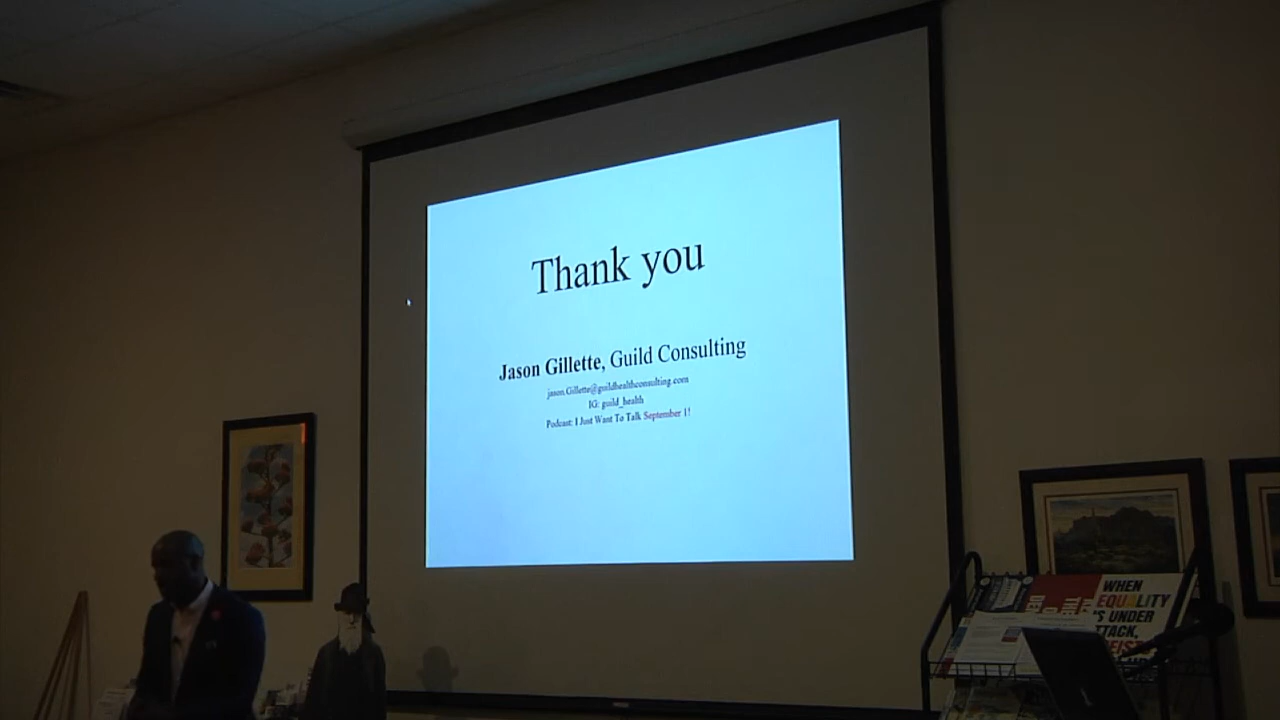 Thank you
Jason Gillette, Guild Consulting
jason.Gillette@guildhealthconsulting.com
IG: guild_health
Podcast: I Just Want To Talk September 1!
WHEN
EQUALITY
'S UNDER
TTACK,